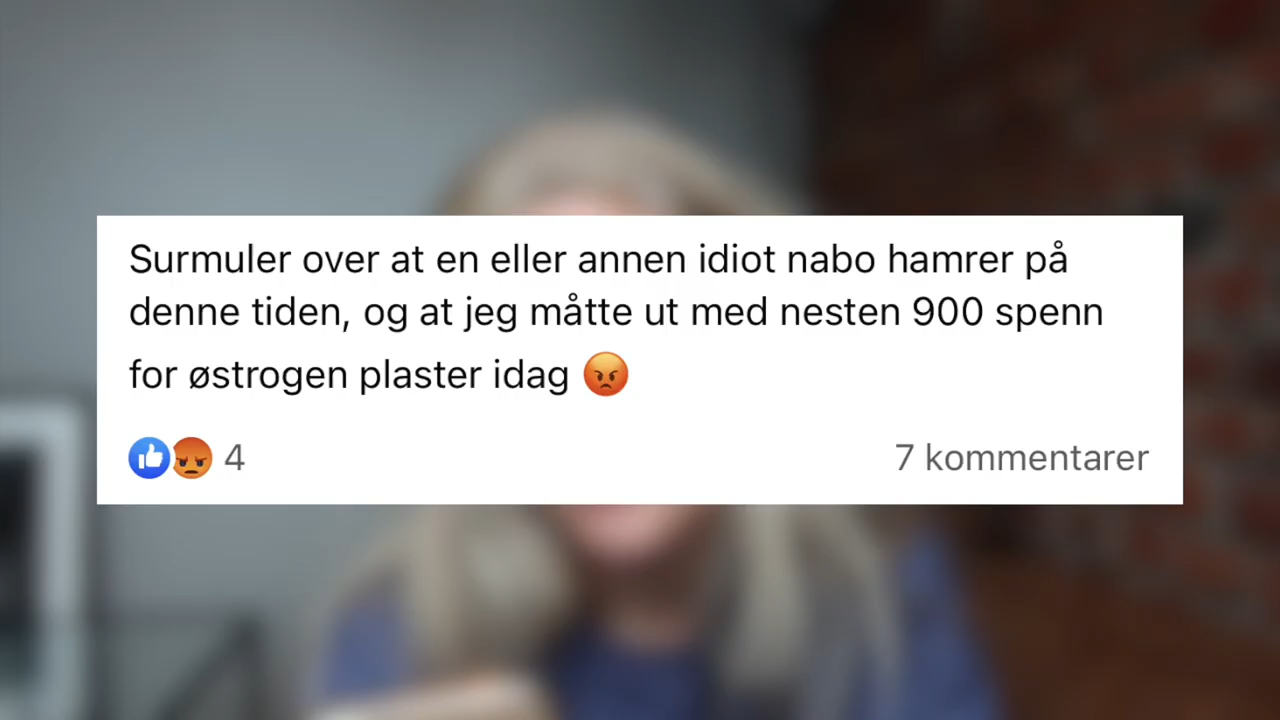 Surmuler over at en eller annen idiot nabo hamrer på
denne tiden, og at jeg måtte ut med nesten 900 spenn
for østrogen plaster idag 😡
4
7 kommentarer